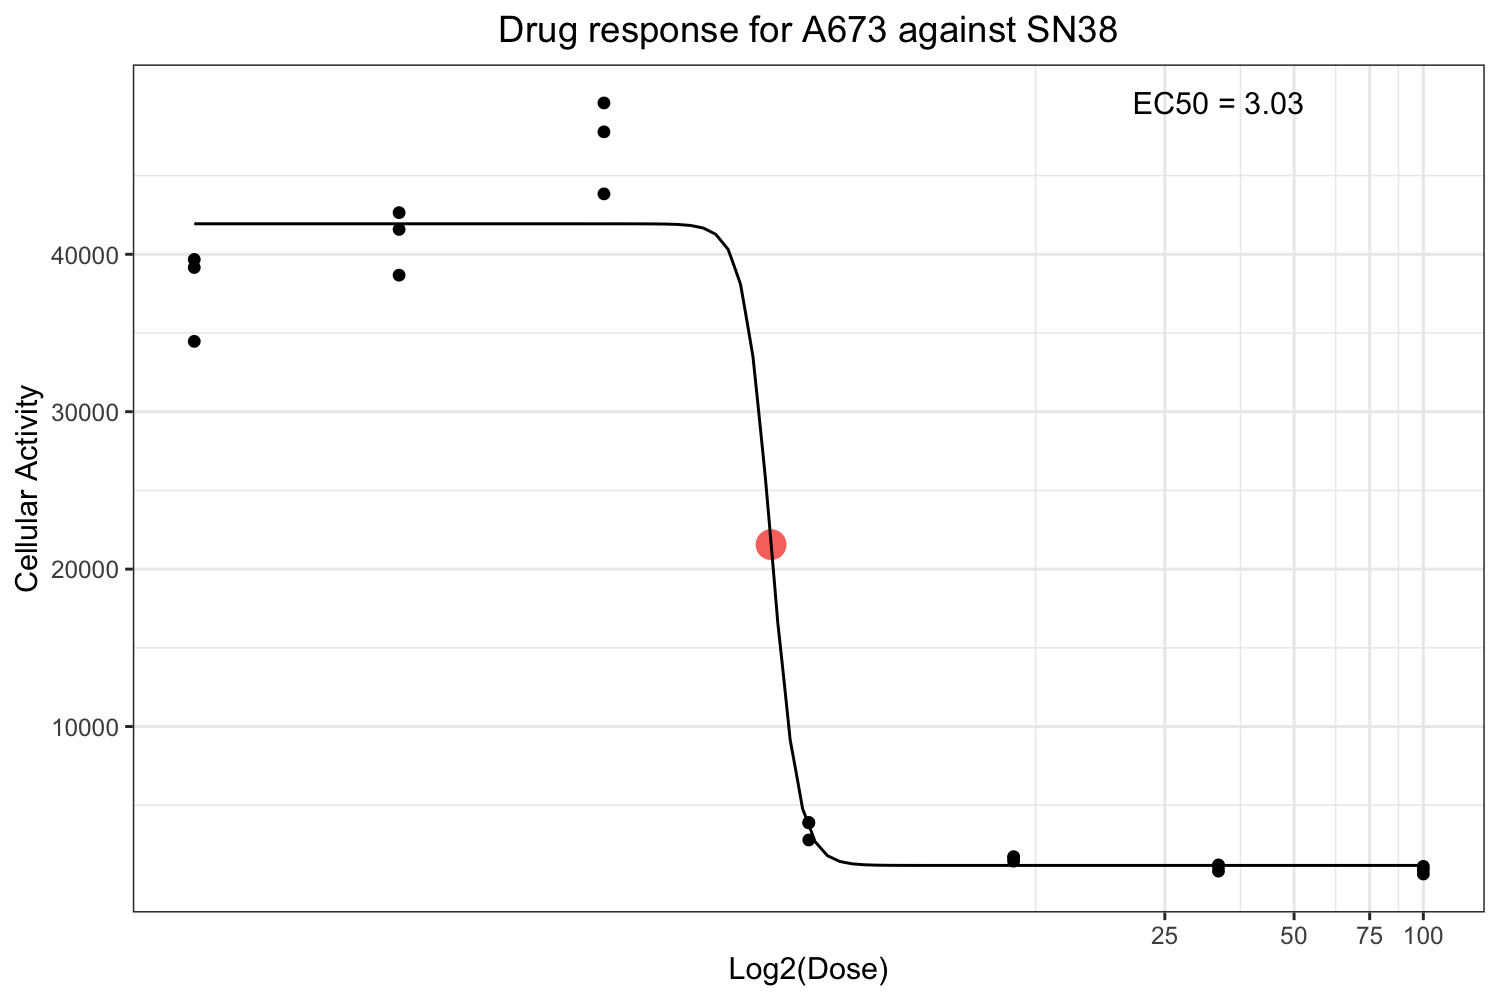 Drug response for A673 against SN38
EC50 = 3.03
Cellular Activity
40000
30000
20000
10000
25 50 75 100
Log2(Dose)